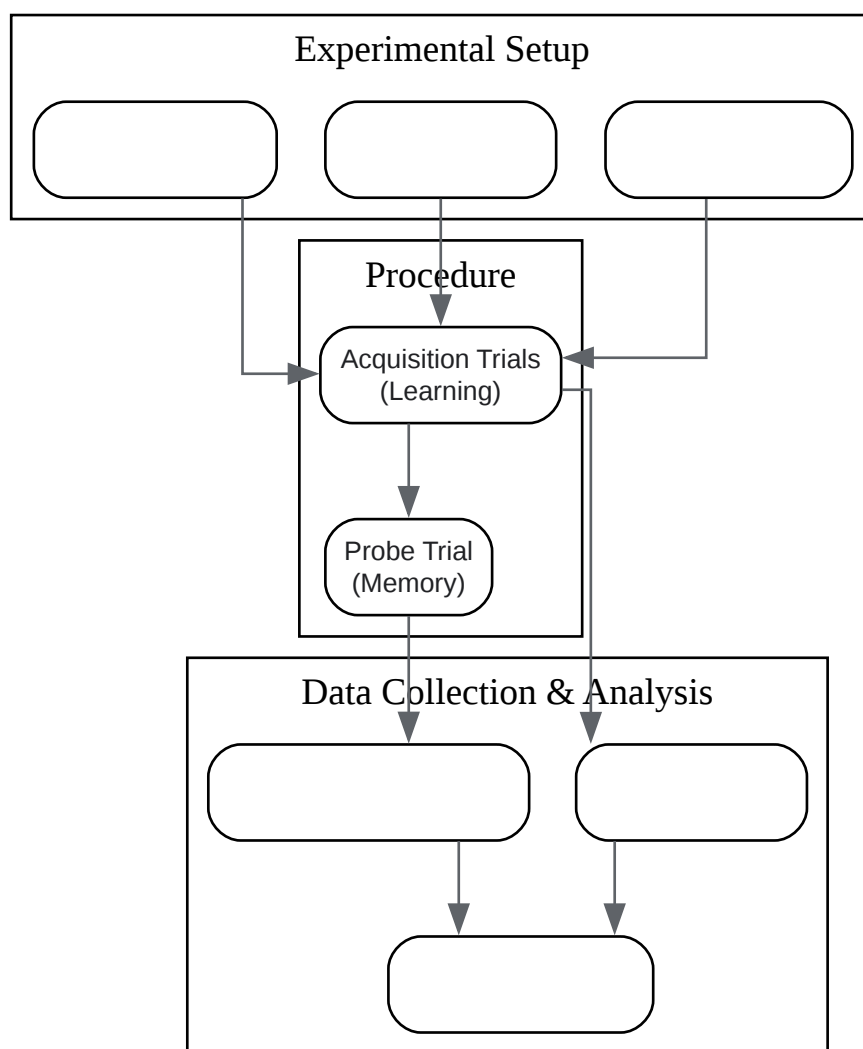 Experimental Setup
Procedure
Acquisition Trials
(Learning)
Probe Trial
(Memory)
Data Collection & Analysis